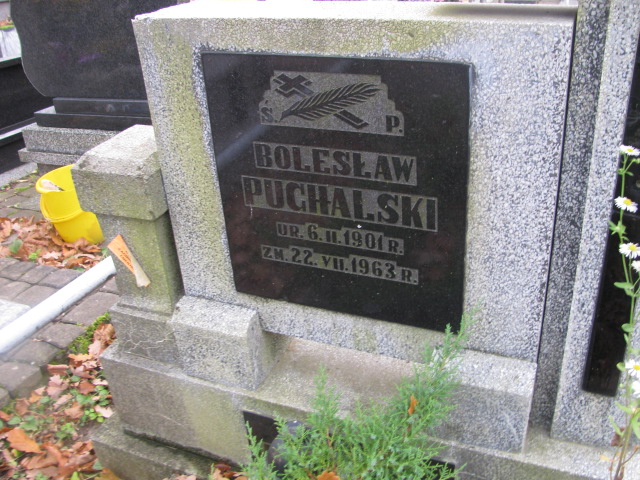 Ś. P.
BOLESŁAW
PUCHALSKI
UR. 6. II. 1901 R.
ZM. 22. VII. 1963 R.